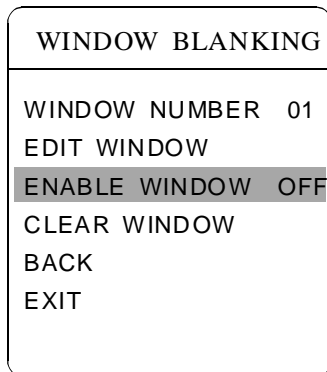 WINDOW BLANKING
WINDOW NUMBER 01
EDIT WINDOW
ENABLE WINDOW OFF
CLEAR WINDOW
BACK
EXIT